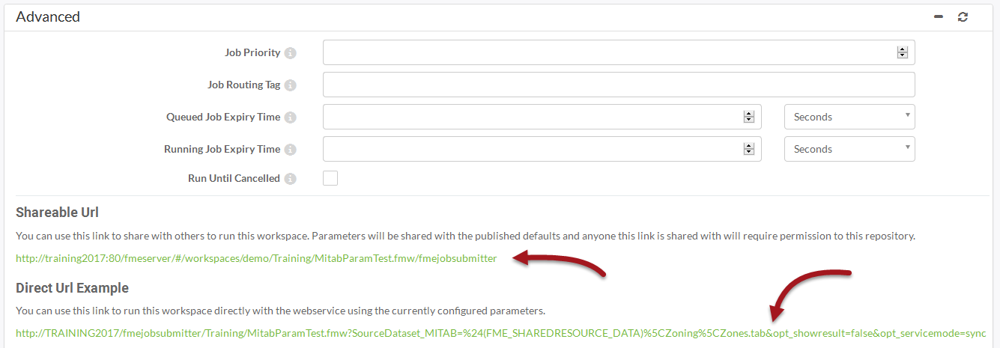 Advanced
Job Priority
Job Routing Tag
Queued Job Expiry Time Seconds
Running Job Expiry Time Seconds
Run Until Cancelled
Shareable Url
You can use this link to share with others to run this workspace. Parameters will be shared with the published defaults and anyone this link is shared with will require permission to this repository.
http://training2017:80/fmeserver/#/workspaces/demo/Training/MitabParamTest.fmw/fmejobsubmitter
Direct Url Example
You can use this link to run this workspace directly with the webservice using the currently configured parameters.
http://TRAINING2017/fmejobsubmitter/Training/MitabParamTest.fmw?SourceDataset_MITAB=%24(FME_SHAREDRESOURCE_DATA)%5CZoning%5CZones.tab&opt_showresult=false&opt_servicemode=sync